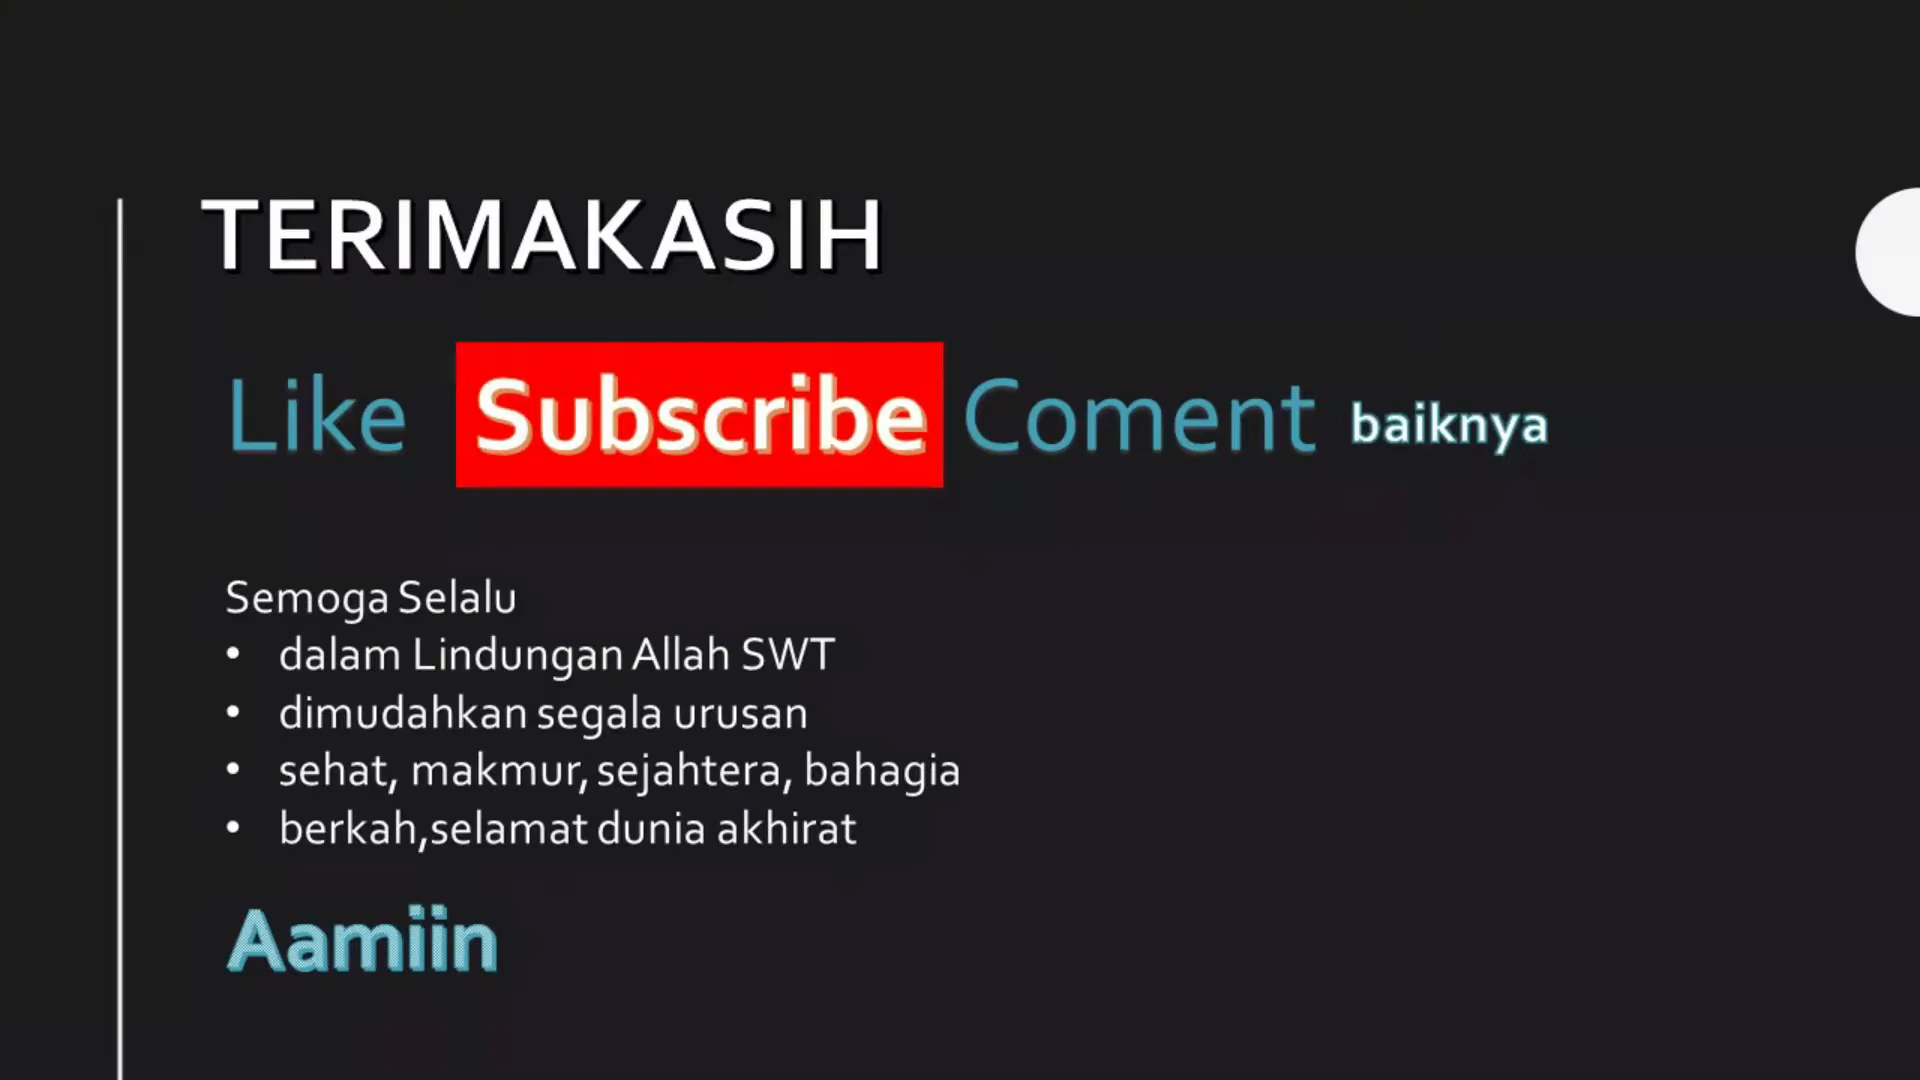 TERIMAKASIH
Like Subscribe Coment baiknya
Semoga Selalu
• dalam Lindungan Allah SWT
• dimudahkan segala urusan
• sehat, makmur, sejahtera, bahagia
• berkah,selamat dunia akhirat
Aamiin